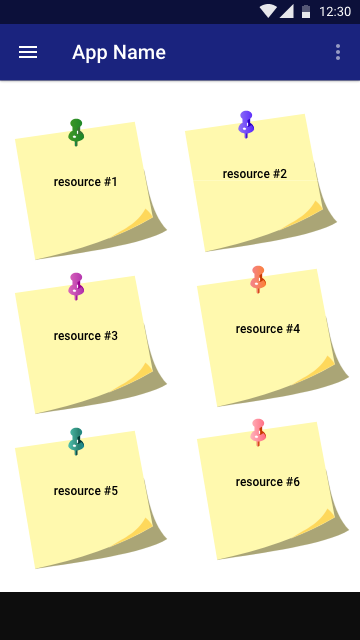 12:30
App Name
resource #1
resource #2
resource #3
resource #4
resource #5
resource #6